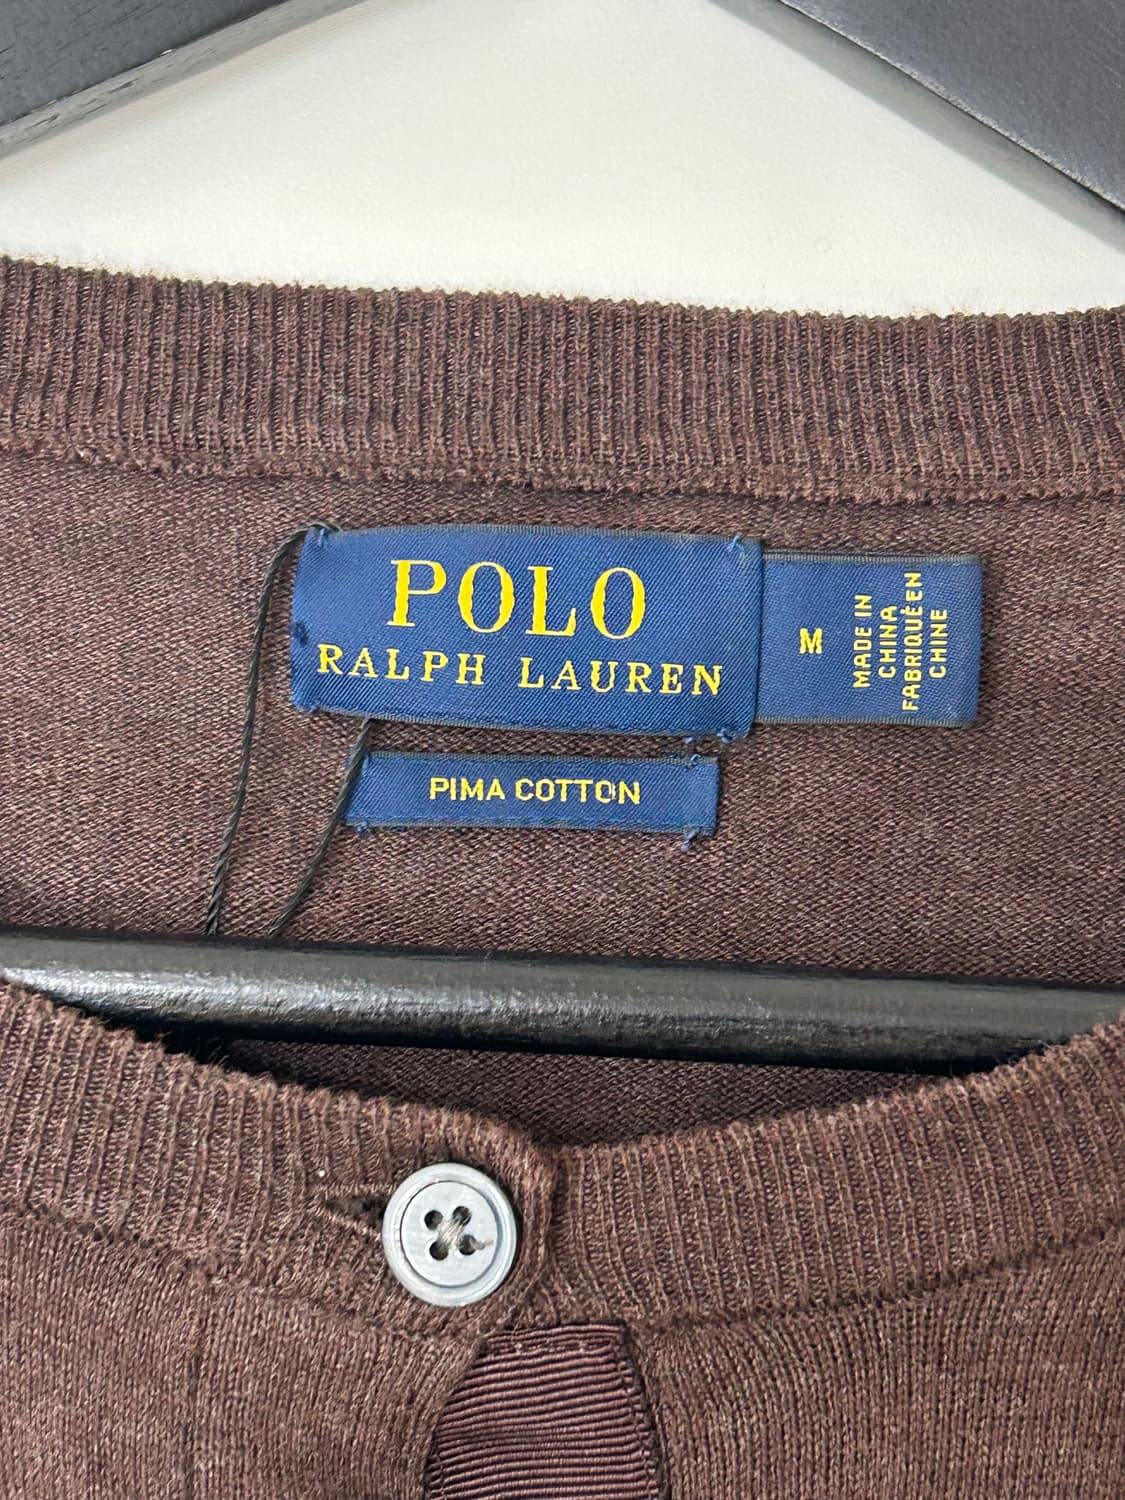 POLO
RALPH LAUREN
M
MADE IN
CHINA
FABRIQUÉ EN
CHINE
PIMA COTTON